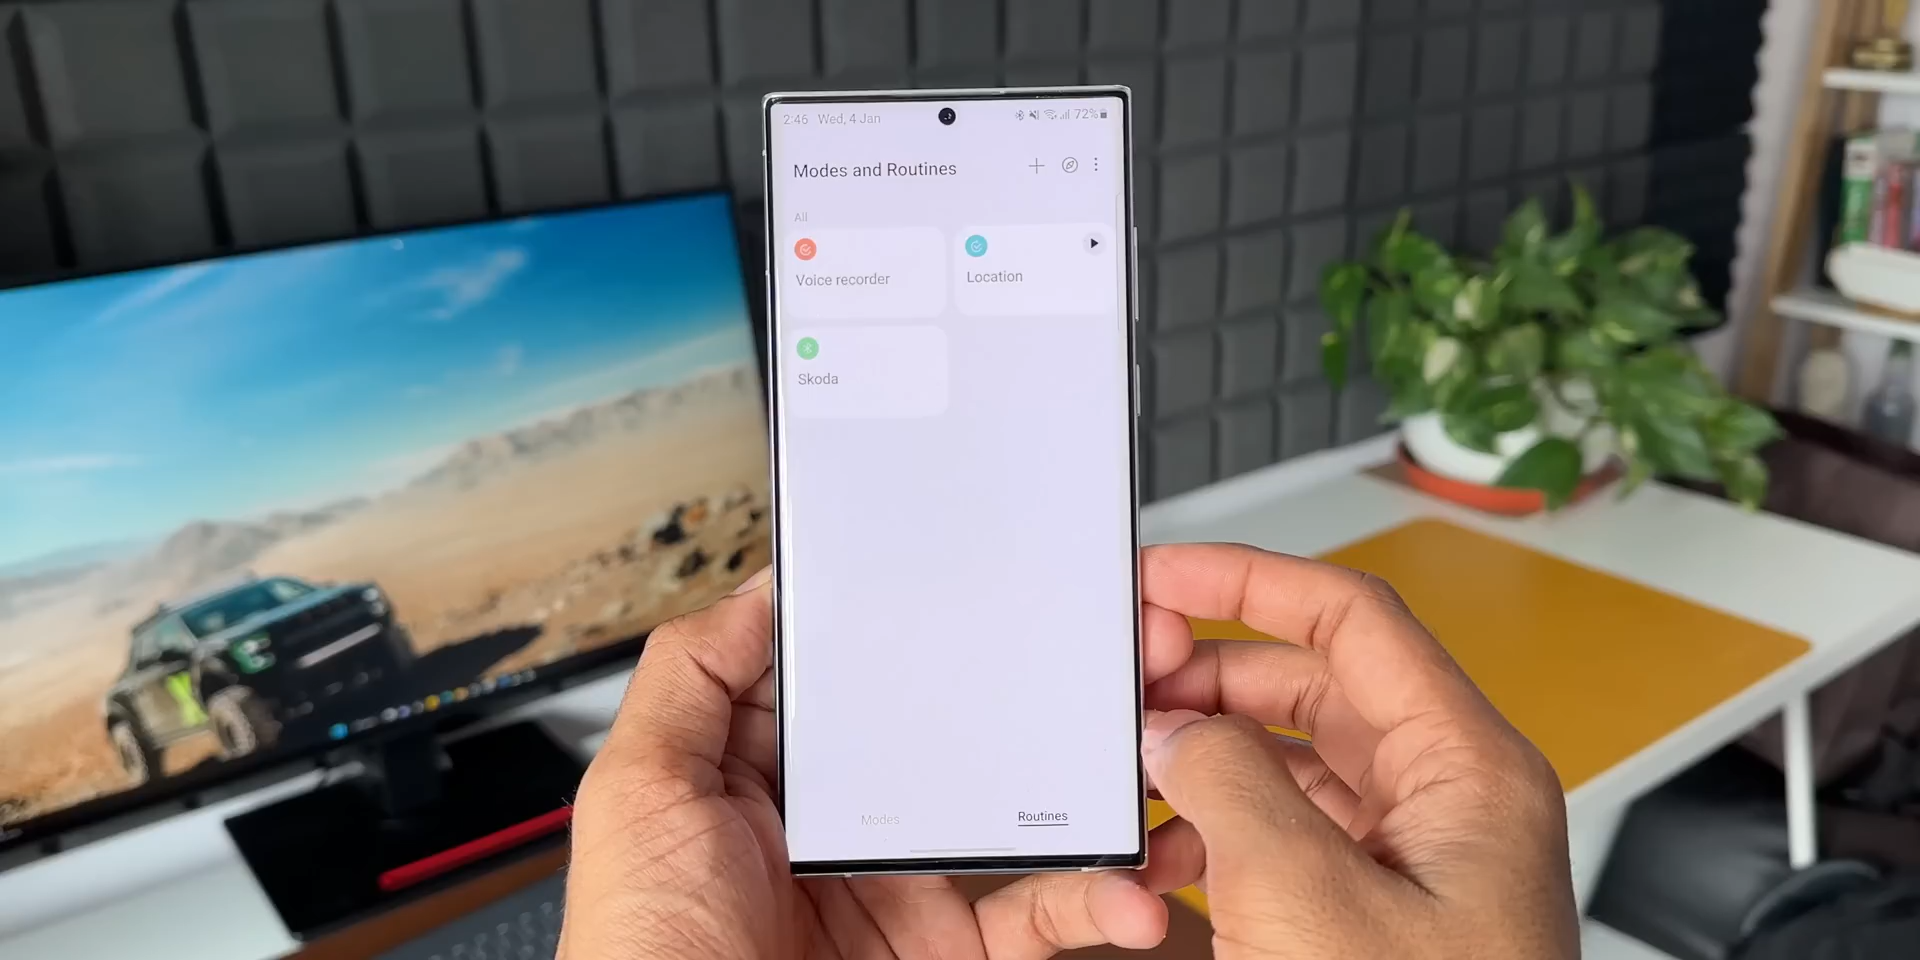 2:46 Wed, 4 Jan 72%
Modes and Routines
All
Voice recorder
Location
Skoda
Modes
Routines